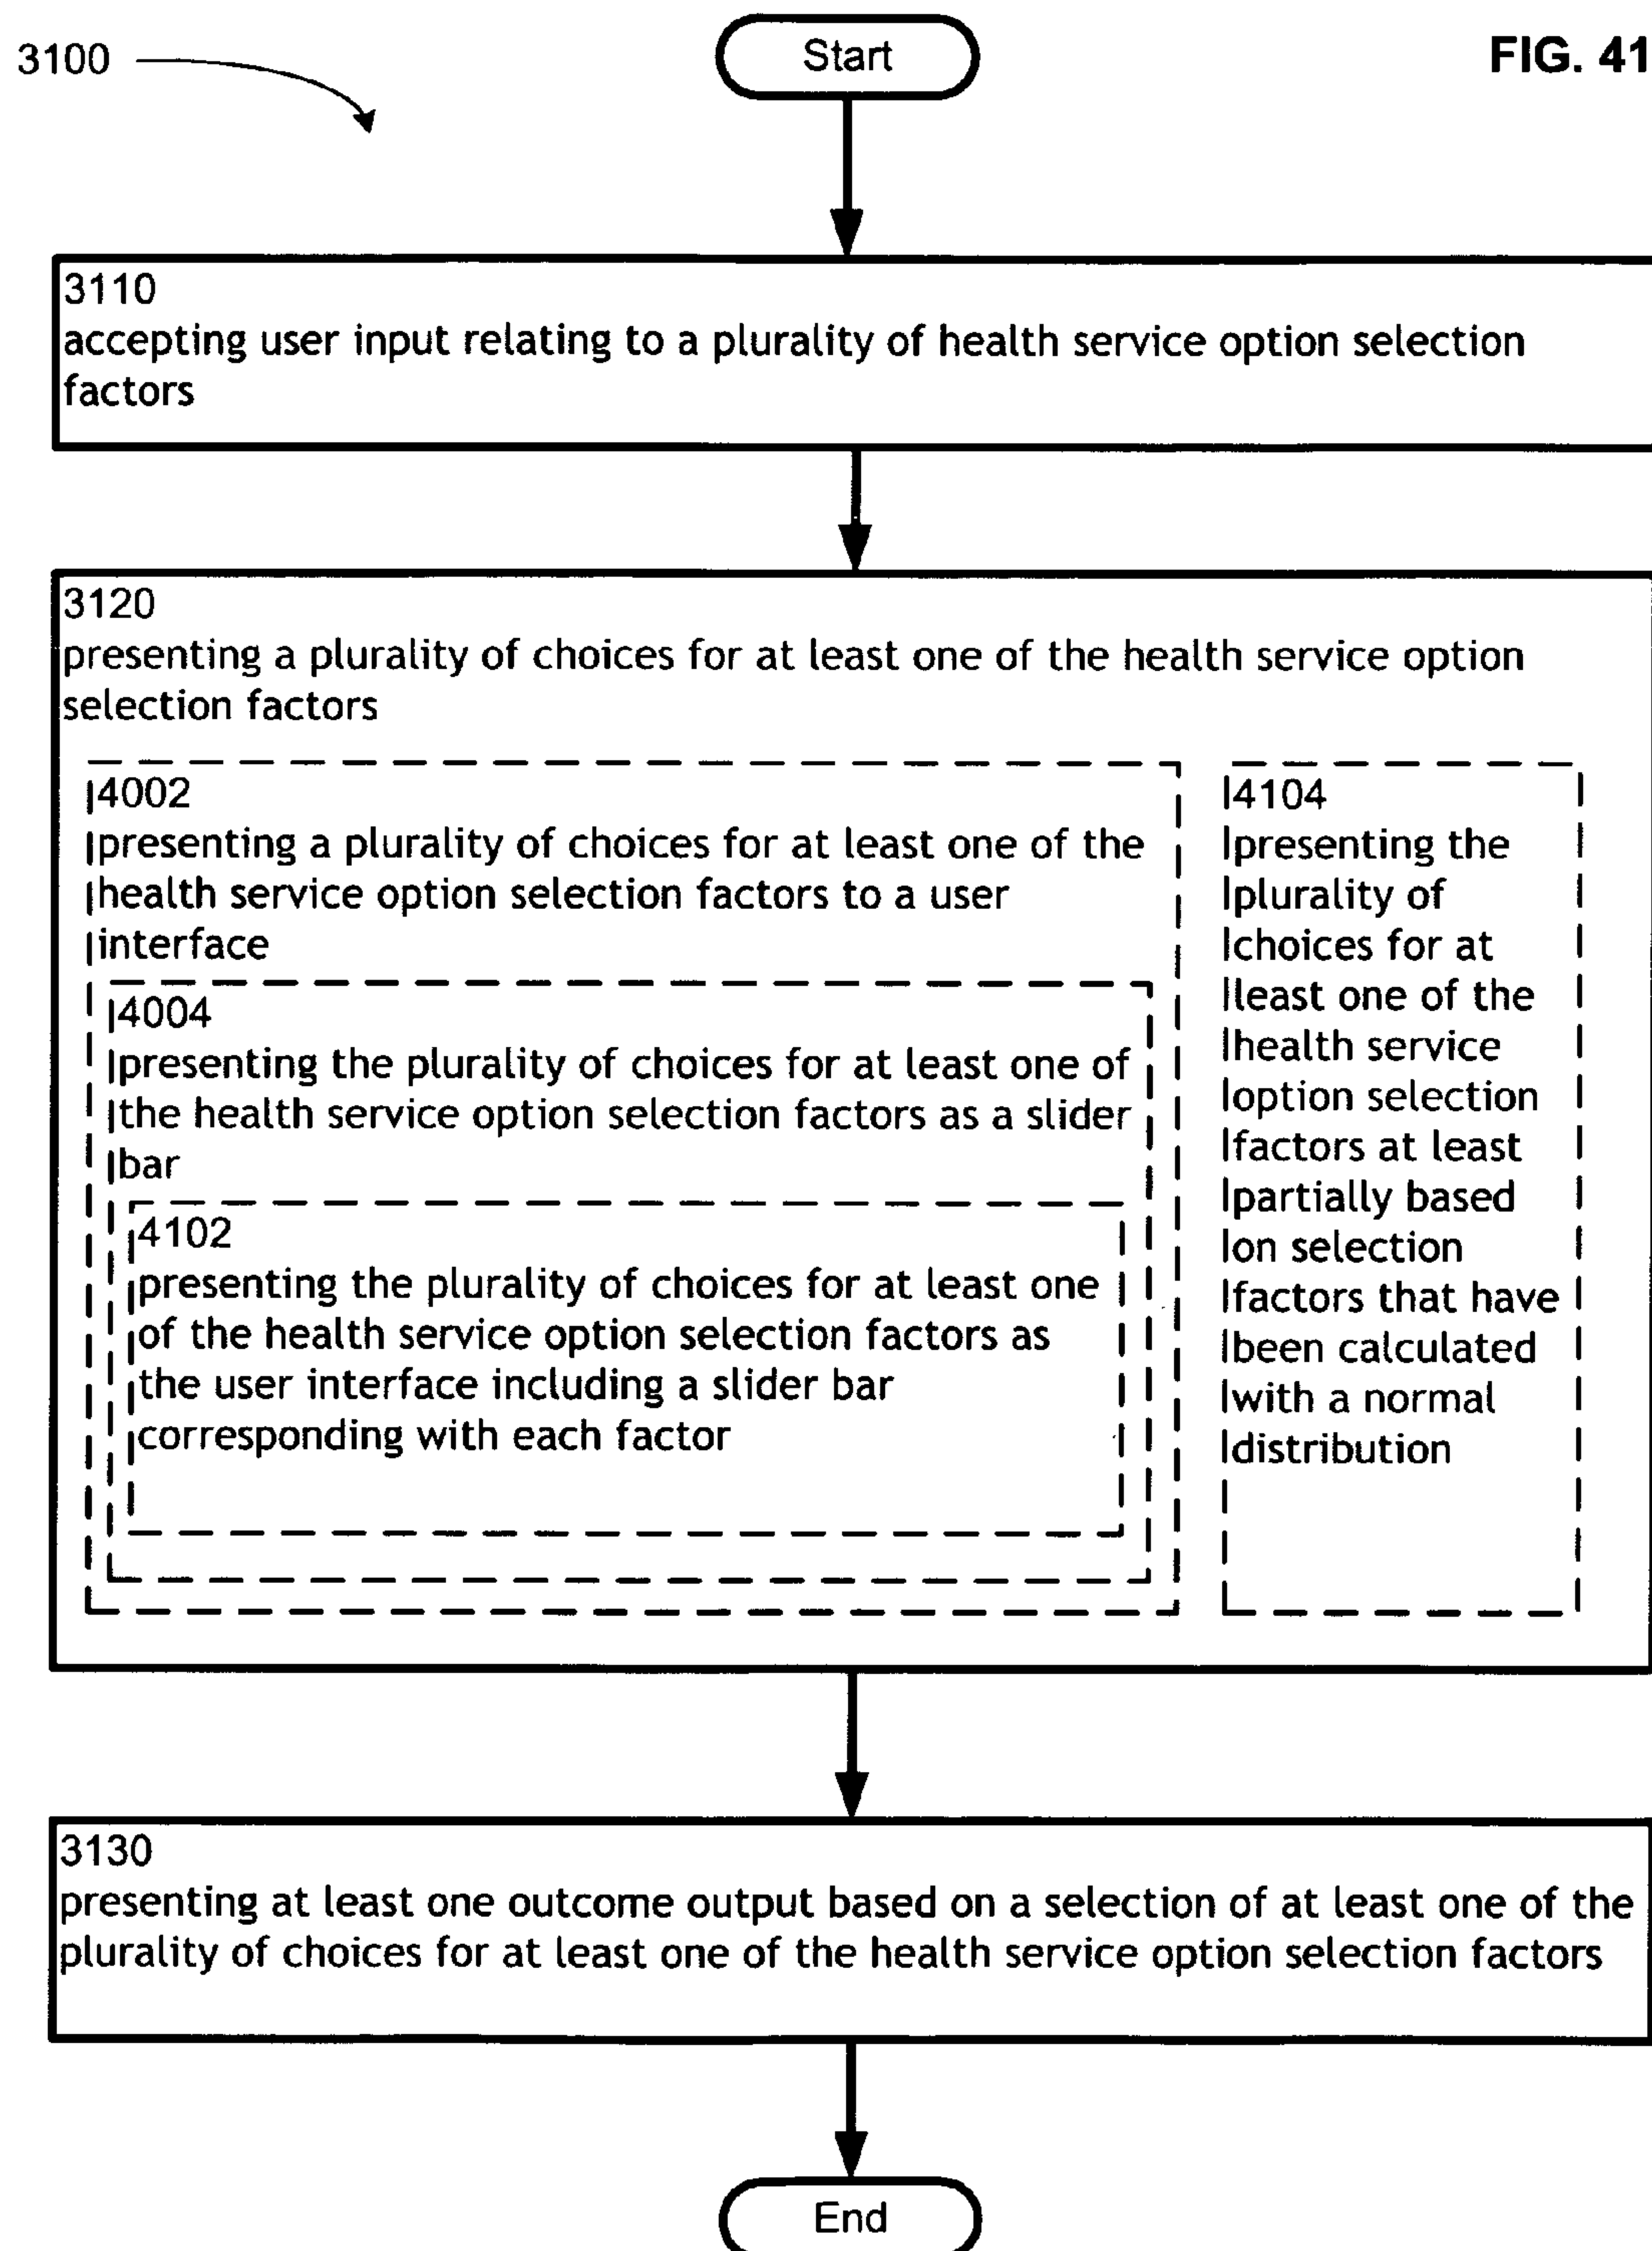 3100
Start
FIG. 41
3110
accepting user input relating to a plurality of health service option selection
factors
3120
presenting a plurality of choices for at least one of the health service option
selection factors
4002
presenting a plurality of choices for at least one of the
health service option selection factors to a user
interface
4004
presenting the plurality of choices for at least one of
the health service option selection factors as a slider
bar
4102
presenting the plurality of choices for at least one
of the health service option selection factors as
the user interface including a slider bar
corresponding with each factor
4104
presenting the
plurality of
choices for at
least one of the
health service
option selection
factors at least
partially based
on selection
factors that have
been calculated
with a normal
distribution
3130
presenting at least one outcome output based on a selection of at least one of the
plurality of choices for at least one of the health service option selection factors
End